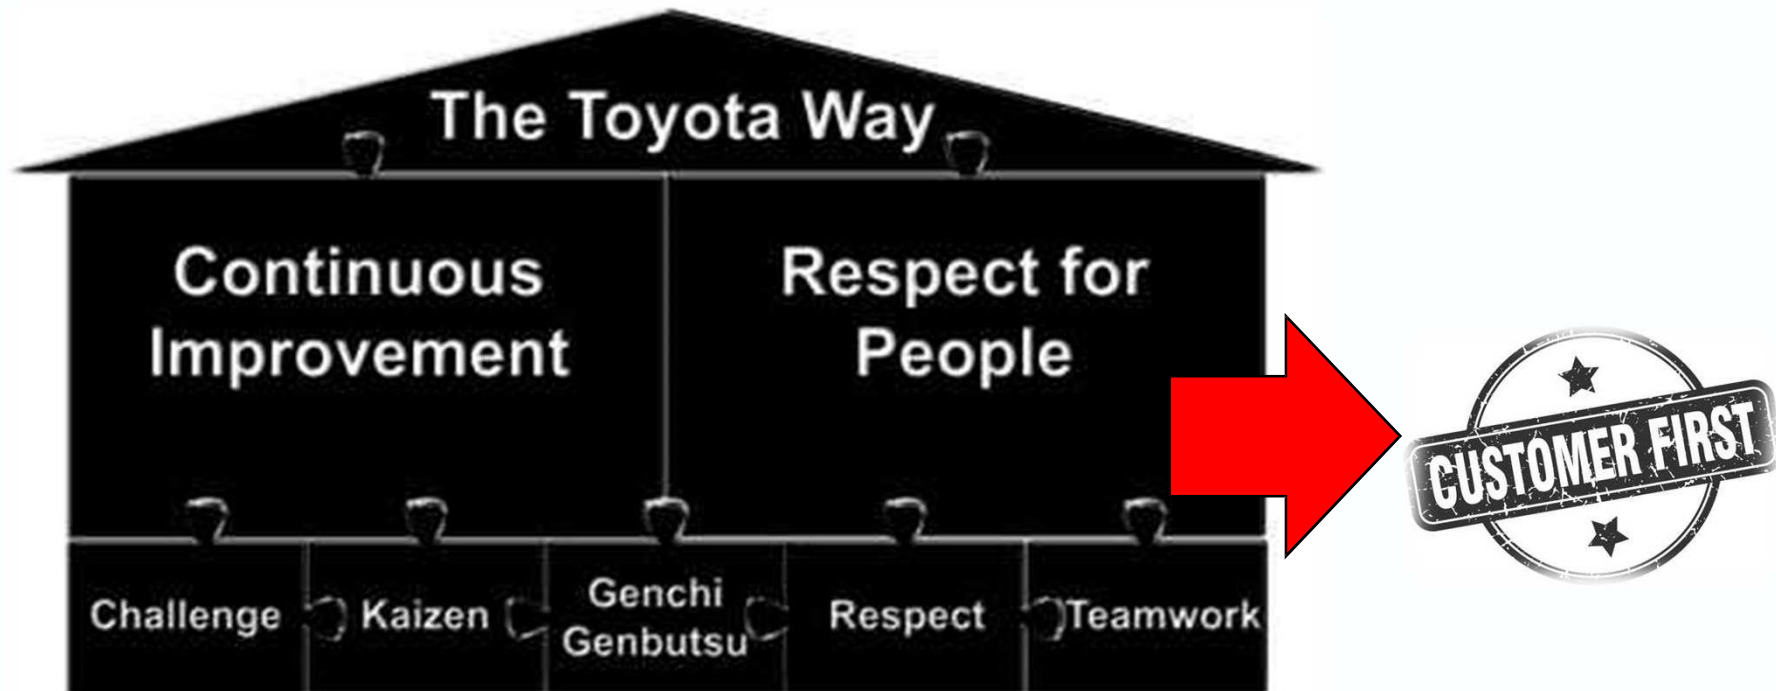 The Toyota Way
Continuous
Improvement
Respect for
People
CUSTOMER FIRST
Challenge
Kaizen
Genchi
Genbutsu
Respect
Teamwork